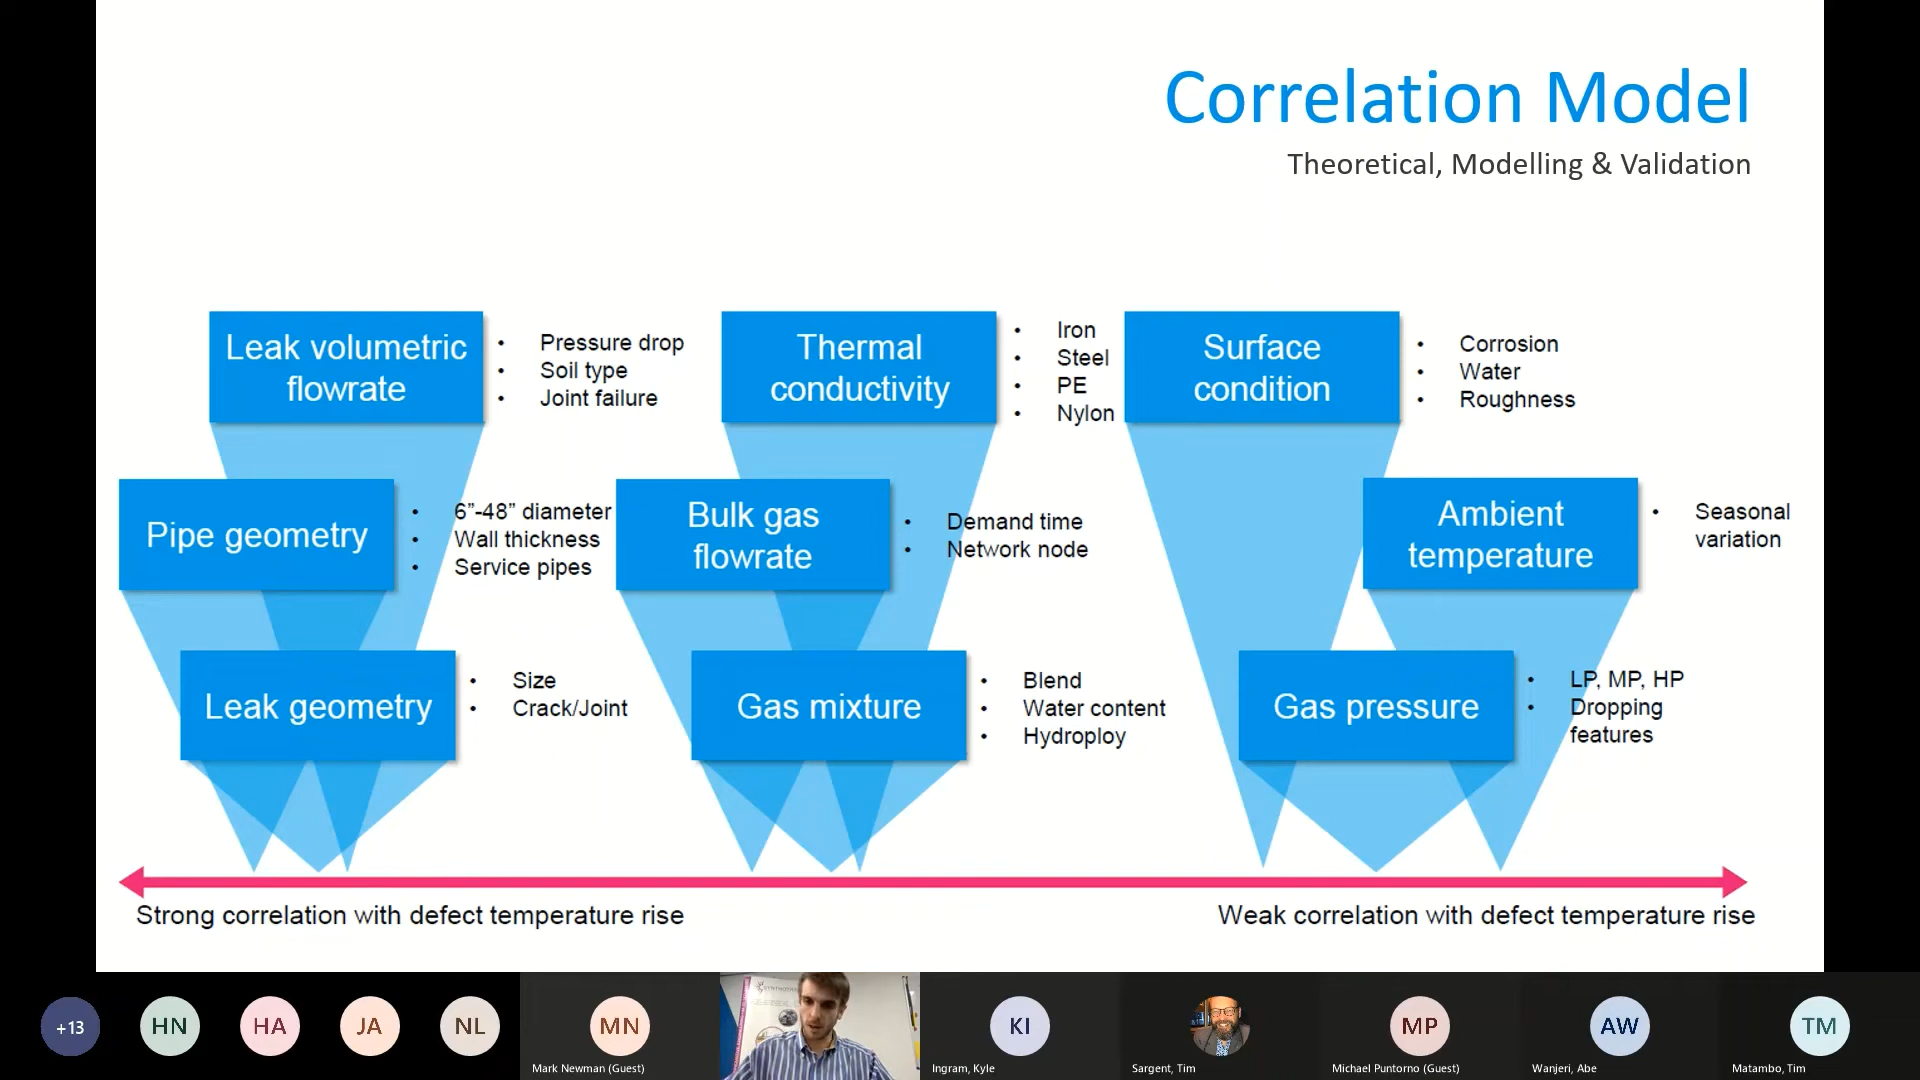 Correlation Model
Theoretical, Modelling & Validation
Leak volumetric
flowrate
• Pressure drop
• Soil type
• Joint failure
Thermal
conductivity
• Iron
• Steel
• PE
• Nylon
Surface
condition
• Corrosion
• Water
• Roughness
Pipe geometry
• 6”-48” diameter
• Wall thickness
• Service pipes
Bulk gas
flowrate
• Demand time
• Network node
Ambient
temperature
• Seasonal
variation
Leak geometry
• Size
• Crack/Joint
Gas mixture
• Blend
• Water content
• Hydroploy
Gas pressure
• LP, MP, HP
• Dropping
features
Strong correlation with defect temperature rise
Weak correlation with defect temperature rise
+13
HN
HA
JA
NL
MN
Mark Newman (Guest)
KI
Ingram, Kyle
Sargent, Tim
MP
Michael Puntorno (Guest)
AW
Wanjeri, Abe
TM
Matambo, Tim